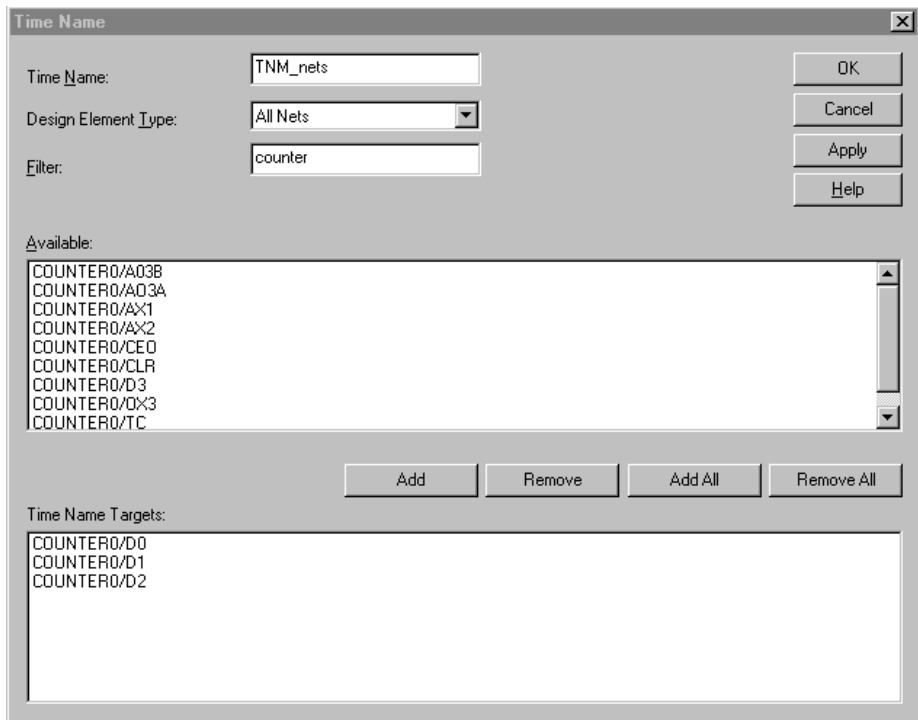 Time Name
Time Name:
TNM_nets
OK
Design Element Type:
All Nets
Cancel
Filter:
counter
Apply
Help
Available:
COUNTER0/A03B
COUNTER0/AO3A
COUNTER0/AX1
COUNTER0/AX2
COUNTER0/CEO
COUNTER0/CLR
COUNTER0/D3
COUNTER0/OX3
COUNTER0/TC
Add
Remove
Add All
Remove All
Time Name Targets:
COUNTER0/D0
COUNTER0/D1
COUNTER0/D2